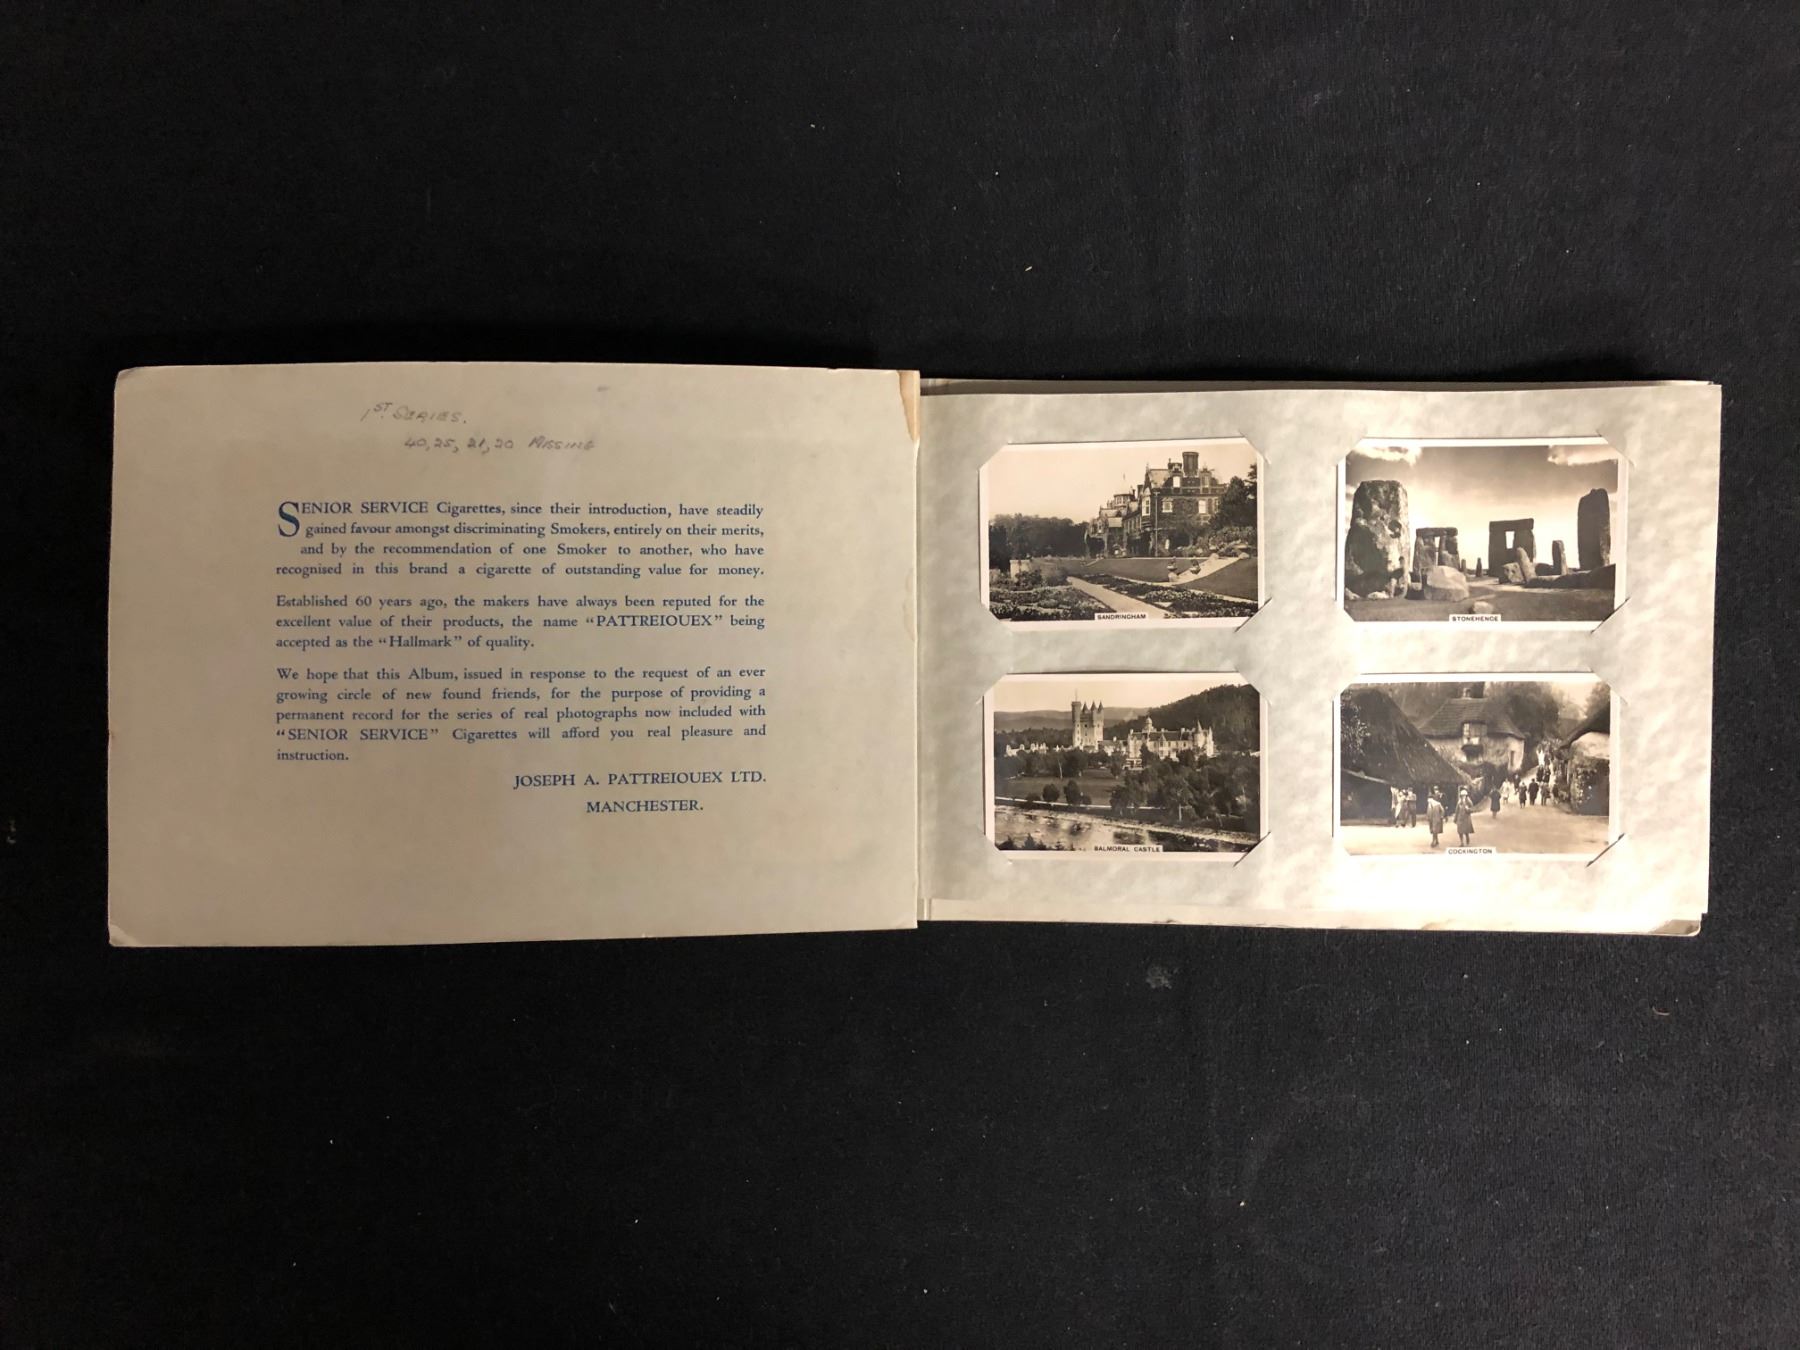 1ST. SERIES.
40, 25, 21, 20 MISSING
SENIOR SERVICE Cigarettes, since their introduction, have steadily
gained favour amongst discriminating Smokers, entirely on their merits,
and by the recommendation of one Smoker to another, who have
recognised in this brand a cigarette of outstanding value for money.
Established 60 years ago, the makers have always been reputed for the
excellent value of their products, the name "PATTREIOUEX" being
accepted as the "Hallmark" of quality.
We hope that this Album, issued in response to the request of an ever
growing circle of new found friends, for the purpose of providing a
permanent record for the series of real photographs now included with
"SENIOR SERVICE" Cigarettes will afford you real pleasure and
instruction.
JOSEPH A. PATTREIOUEX LTD.
MANCHESTER.
SANDRINGHAM
STONEHENGE
BALMORAL CASTLE
COCKINGTON